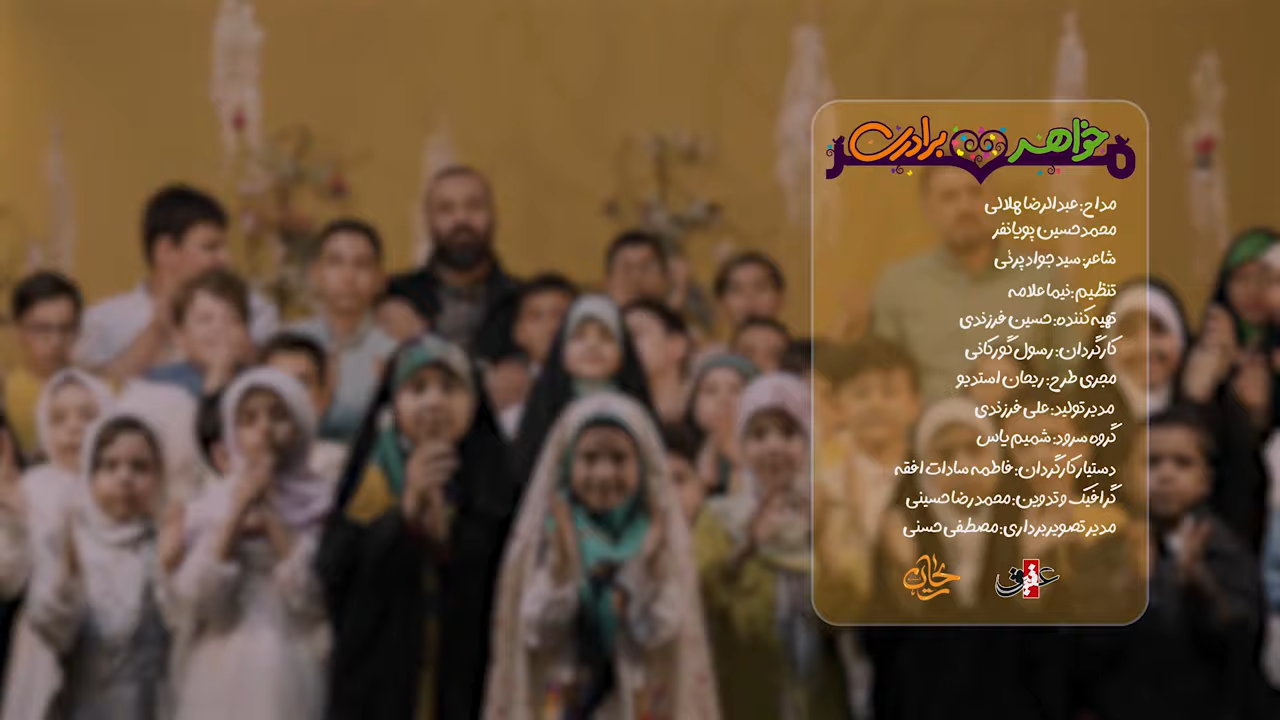 خواهر برادری
مداح: عبدالرضا هلالی
محمدحسین پویانفر
شاعر: سید جواد پرئی
تنظیم: نیما علامه
تهیه کننده: حسین فرزندی
کارگردان: رسول گورکانی
مجری طرح: ریحان استدیو
مدیر تولید: علی فرزندی
گروه سرود: شمیم یاس
دستیار کارگردان: فاطمه سادات افقه
گرافیک و تدوین: محمدرضا حسینی
مدیر تصویربرداری: مصطفی حسنی
عقیق